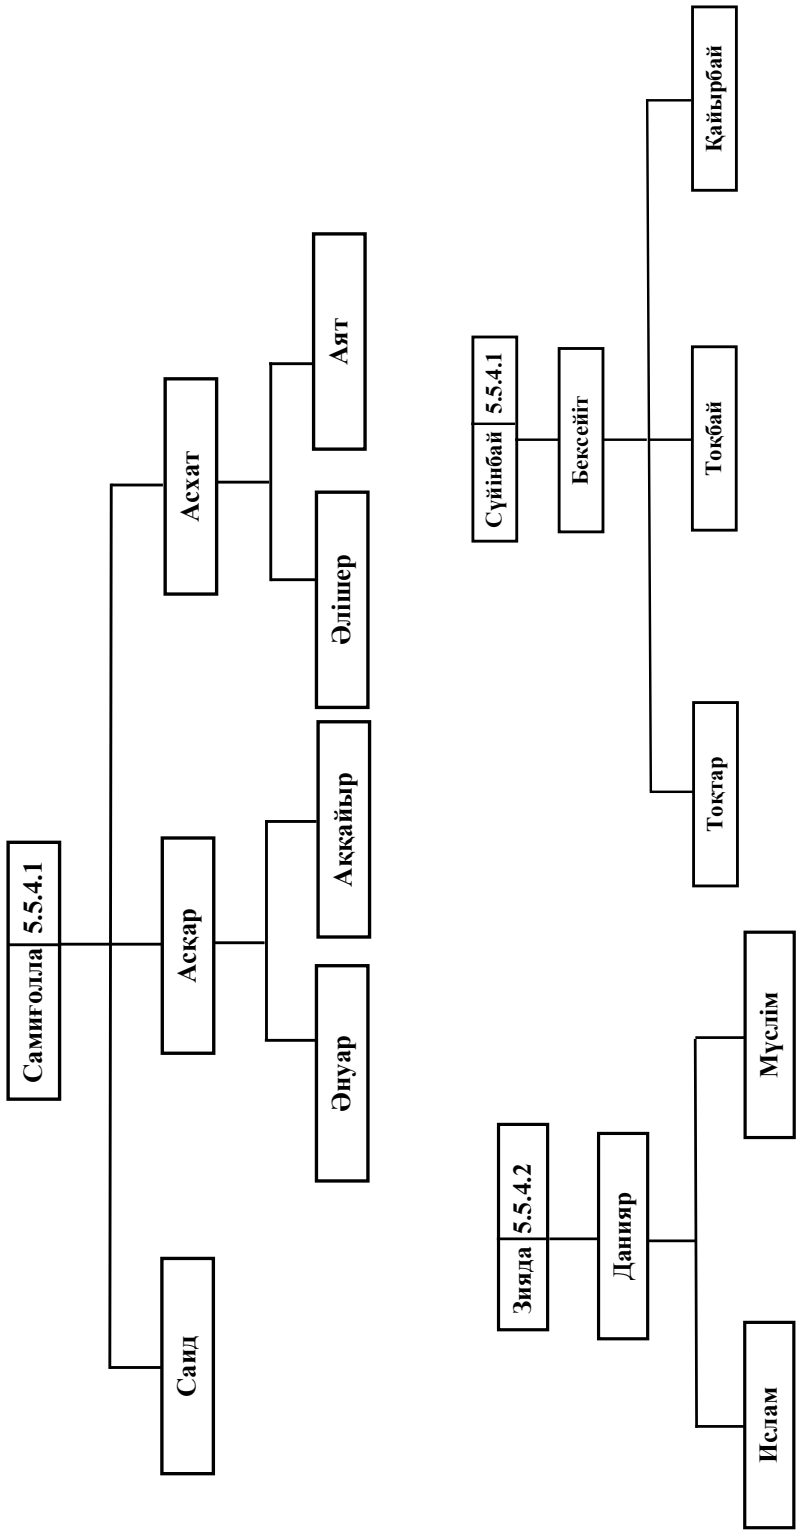 Самиғолла 5.5.4.1
Саид
Асқар
Асхат
Әнуар
Аққайыр
Әлішер
Аят
Зияда 5.5.4.2
Данияр
Ислам
Мүслім
Сүйінбай 5.5.4.1
Бексейіт
Тоқтар
Тоқбай
Қайырбай